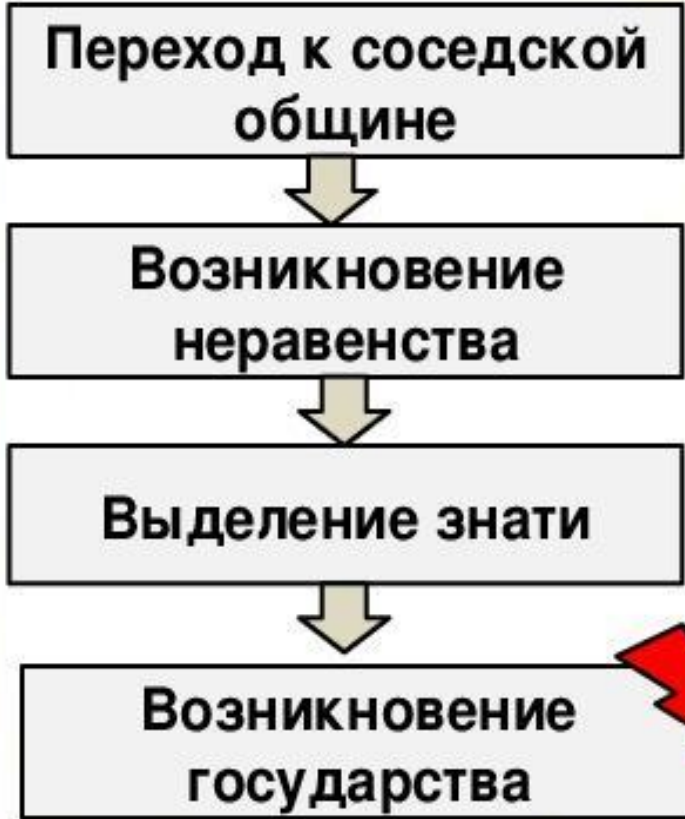 Переход к соседской
общине
Возникновение
неравенства
Выделение знати
Возникновение
государства